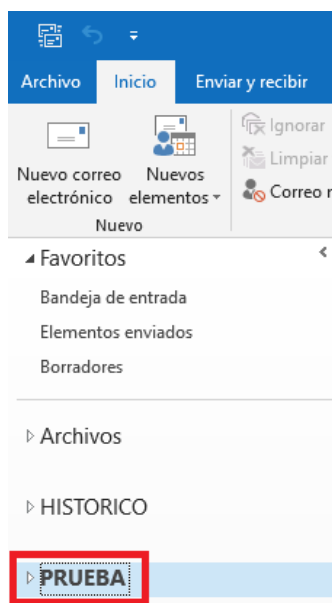 Archivo Inicio Enviar y recibir
Nuevo correo electrónico
Nuevos elementos
Ignorar
Limpiar
Correo
Nuevo
Favoritos
Bandeja de entrada
Elementos enviados
Borradores
Archivos
HISTORICO
PRUEBA